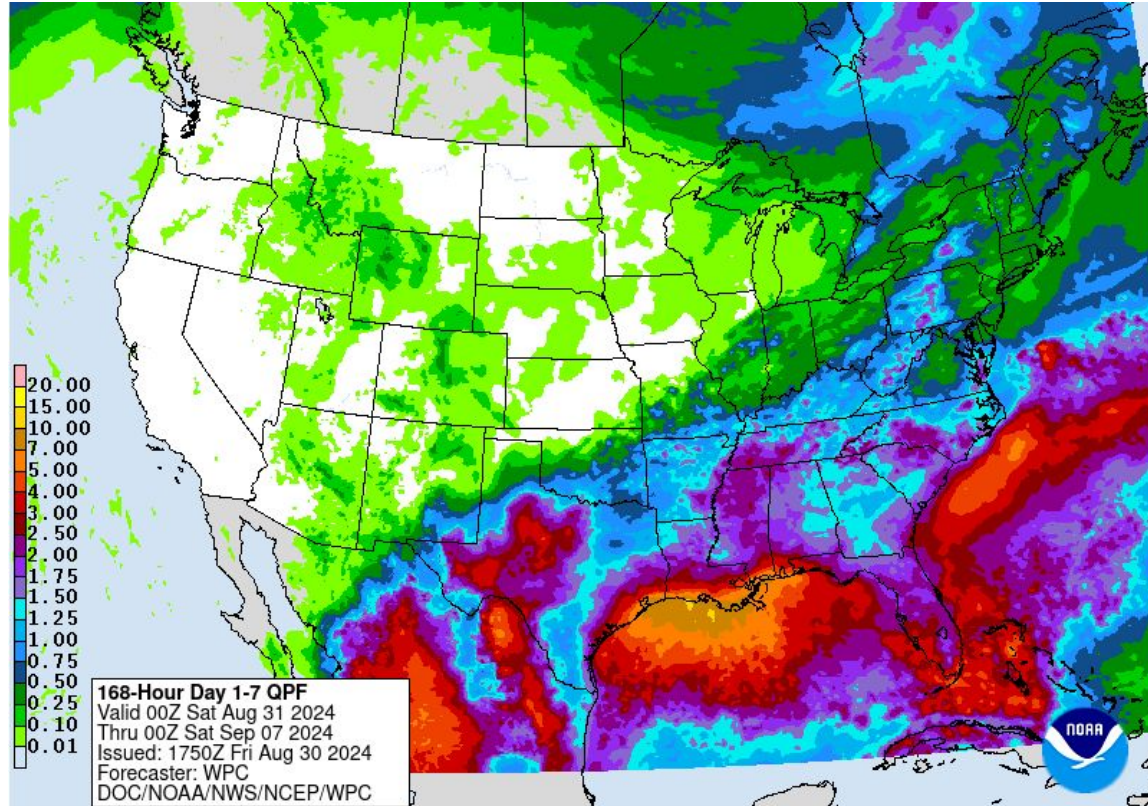 20.00
15.00
10.00
7.00
5.00
4.00
3.00
2.50
2.00
1.75
1.50
1.25
1.00
0.75
0.50
0.25
0.10
0.01
168-Hour Day 1-7 QPF
Valid 00Z Sat Aug 31 2024
Thru 00Z Sat Sep 07 2024
Issued: 1750Z Fri Aug 30 2024
Forecaster: WPC
DOC/NOAA/NWS/NCEP/WPC
NOAA